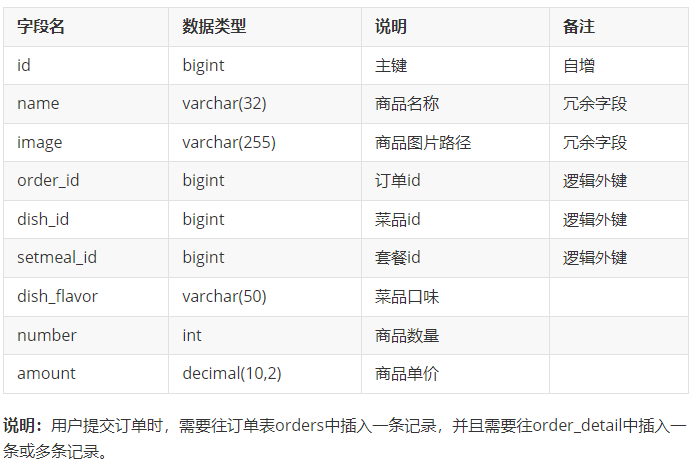 字段名 数据类型 说明 备注
id bigint 主键 自增
name varchar(32) 商品名称 冗余字段
image varchar(255) 商品图片路径 冗余字段
order_id bigint 订单id 逻辑外键
dish_id bigint 菜品id 逻辑外键
setmeal_id bigint 套餐id 逻辑外键
dish_flavor varchar(50) 菜品口味
number int 商品数量
amount decimal(10,2) 商品单价
说明：用户提交订单时，需要往订单表orders中插入一条记录，并且需要往order_detail中插入一
条或多条记录。